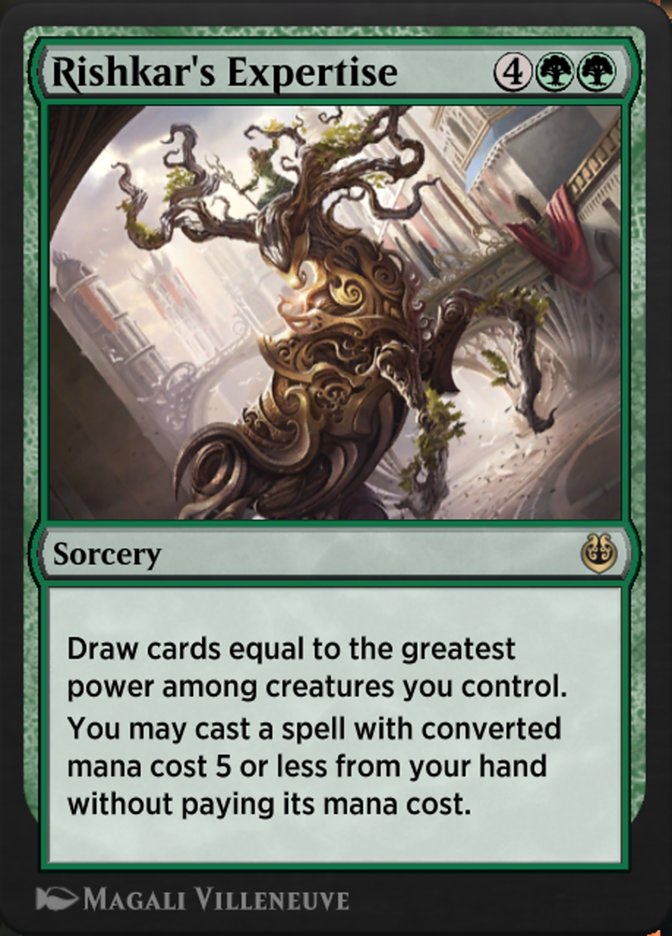 Rishkar's Expertise 4
Sorcery
Draw cards equal to the greatest
power among creatures you control.
You may cast a spell with converted
mana cost 5 or less from your hand
without paying its mana cost.
Magali Villeneuve